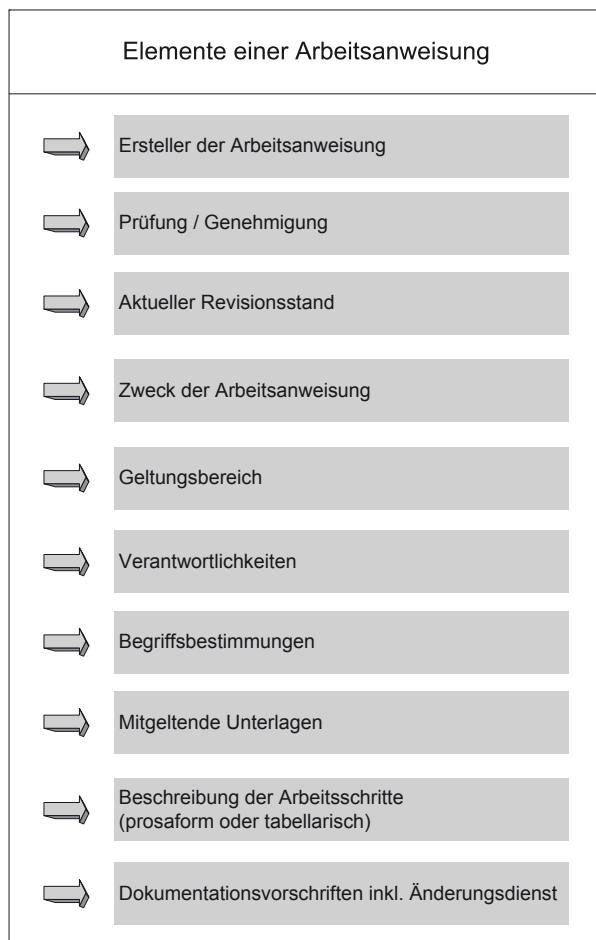 Elemente einer Arbeitsanweisung
Ersteller der Arbeitsanweisung
Prüfung / Genehmigung
Aktueller Revisionsstand
Zweck der Arbeitsanweisung
Geltungsbereich
Verantwortlichkeiten
Begriffsbestimmungen
Mitgeltende Unterlagen
Beschreibung der Arbeitsschritte
(prosaform oder tabellarisch)
Dokumentationsvorschriften inkl. Änderungsdienst